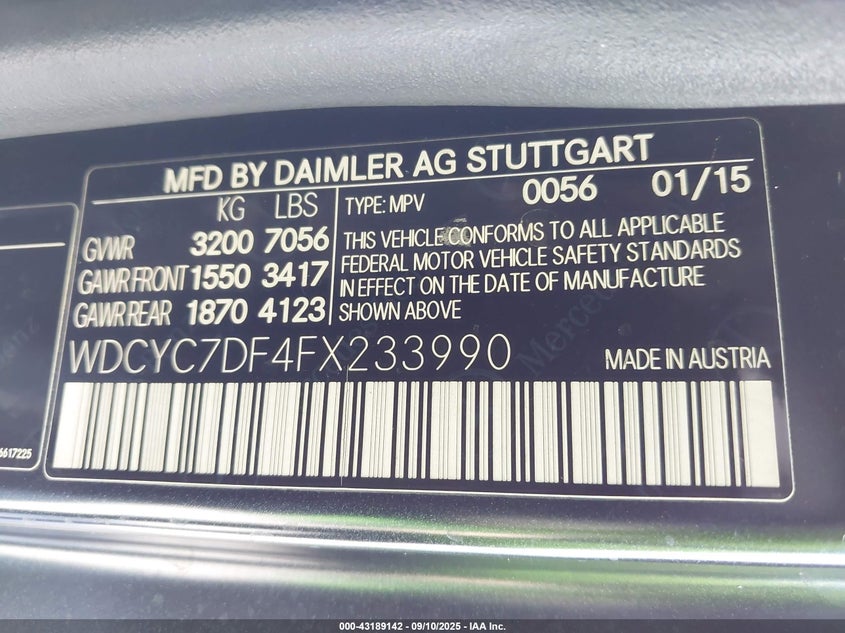 MFD BY DAIMLER AG STUTTGART
KG LBS
GVWR 3200 7056
GAWR FRONT 1550 3417
GAWR REAR 1870 4123
TYPE: MPV 0056 01/15
THIS VEHICLE CONFORMS TO ALL APPLICABLE
FEDERAL MOTOR VEHICLE SAFETY STANDARDS
IN EFFECT ON THE DATE OF MANUFACTURE
SHOWN ABOVE
WDCYC7DF4FX233990 MADE IN AUSTRIA
6617225
000-43189142 - 09/10/2025 - IAA Inc.